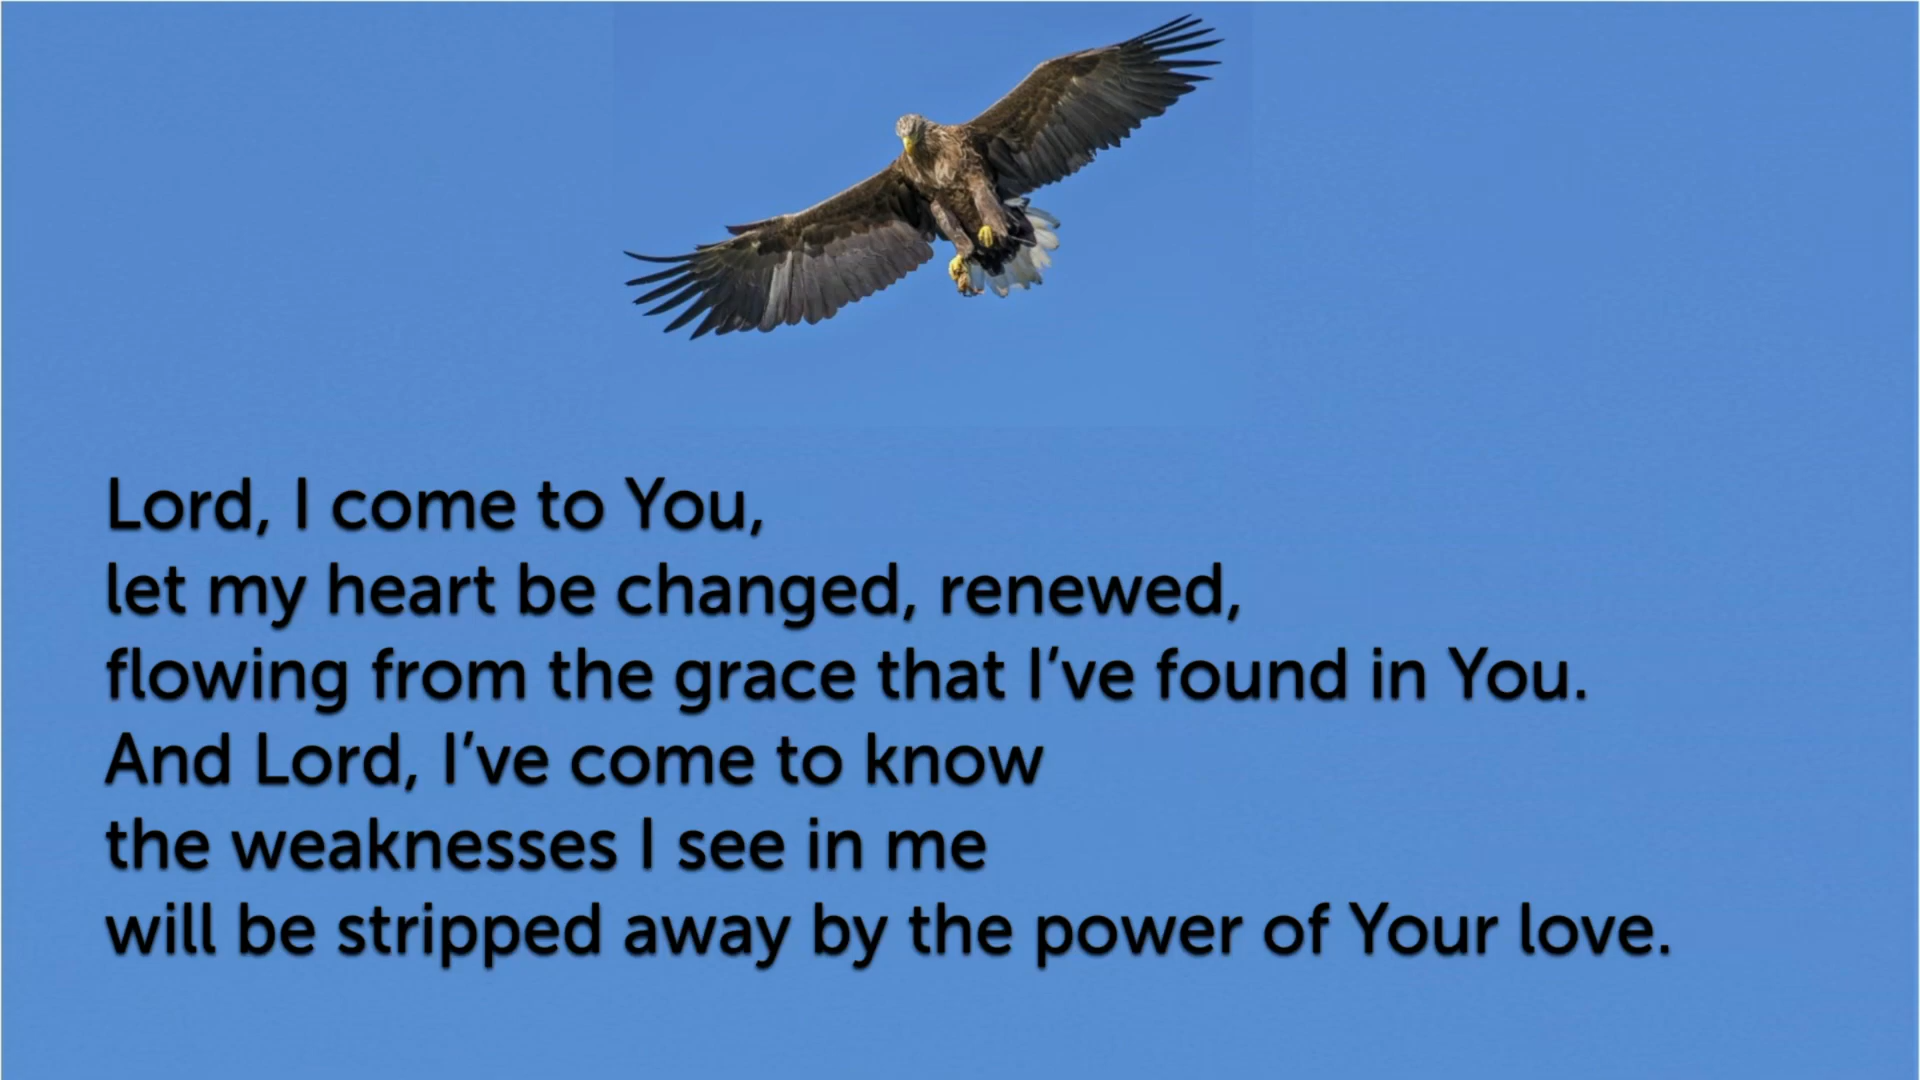 Lord, I come to You,
let my heart be changed, renewed,
flowing from the grace that I’ve found in You.
And Lord, I’ve come to know
the weaknesses I see in me
will be stripped away by the power of Your love.